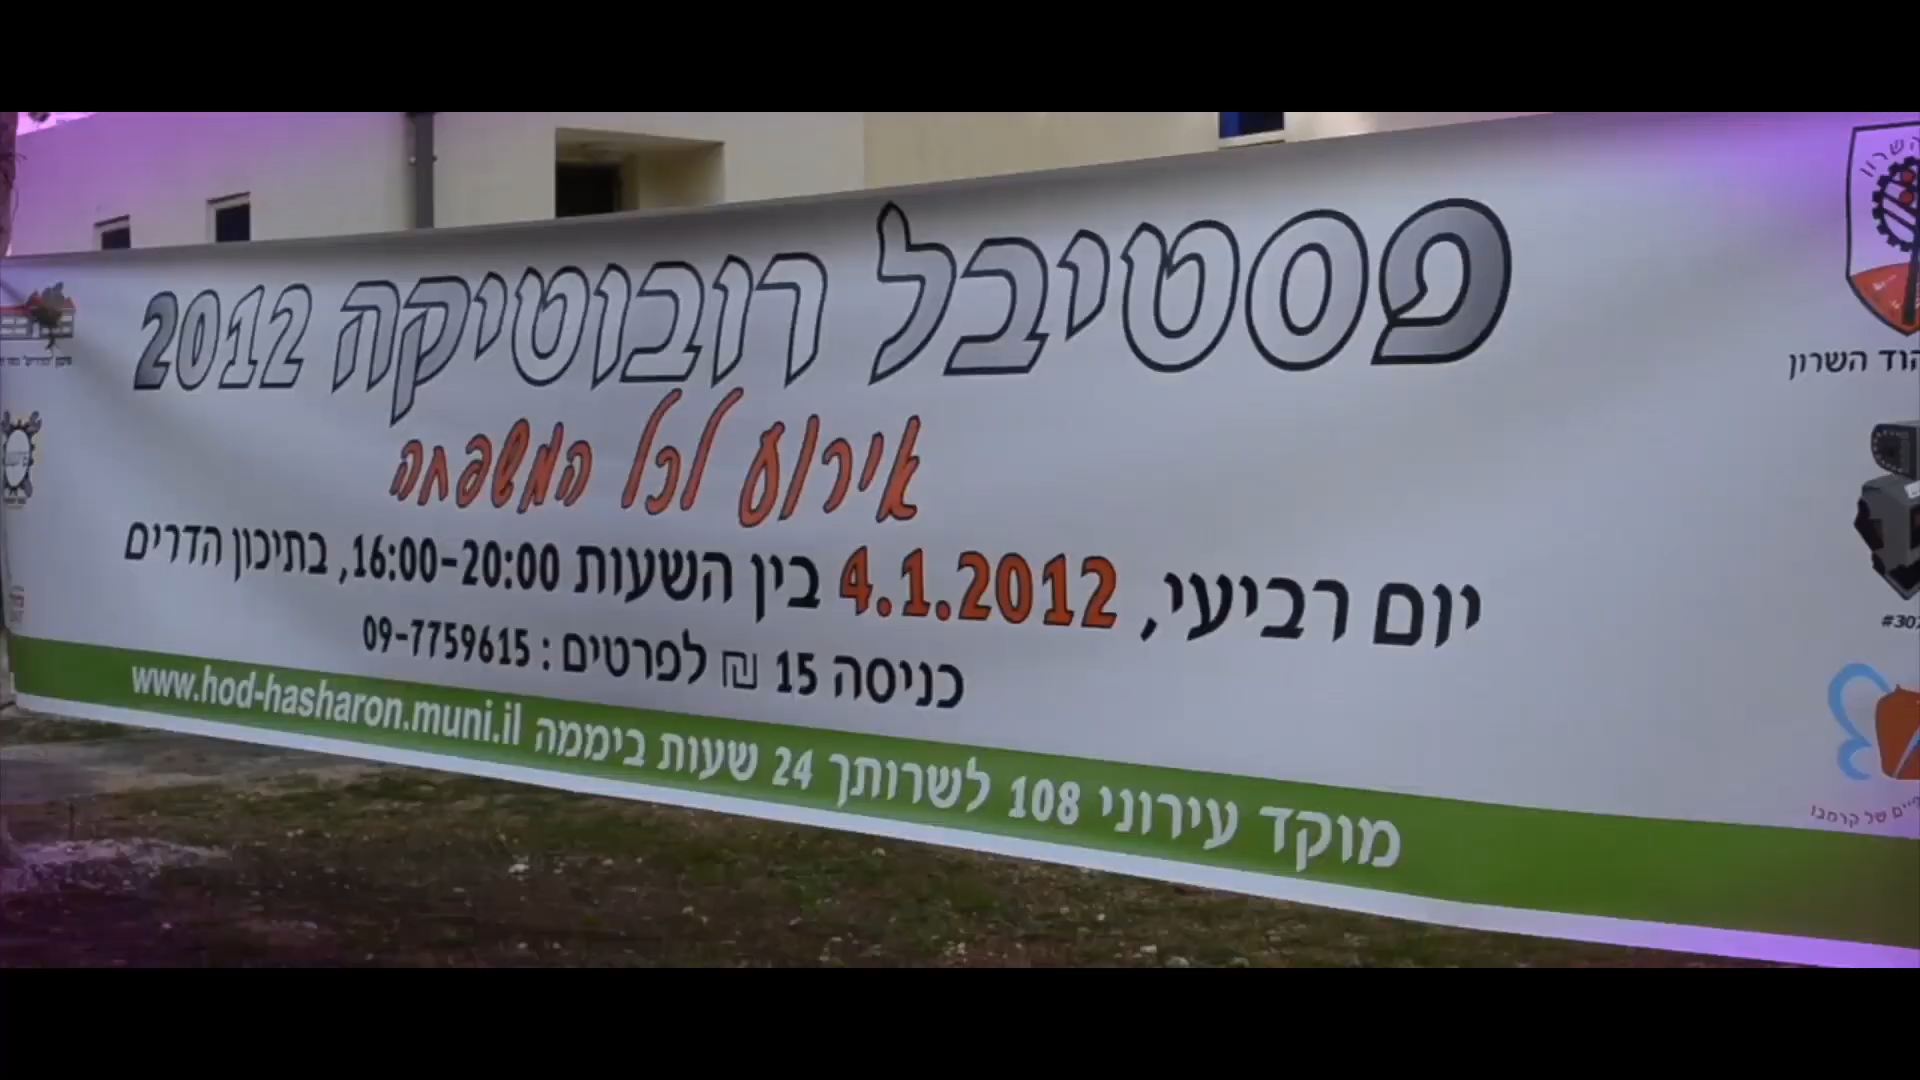 פסטיבל רובוטיקה 2012
אירוע לכל המשפחה
יום רביעי, 4.1.2012 בין השעות 16:00-20:00, בתיכון הדרים
כניסה 15 ₪ לפרטים: 09-7759615
מוקד עירוני 108 לשרותך 24 שעות ביממה www.hod-hasharon.muni.il
הוד השרון
של קרמבו